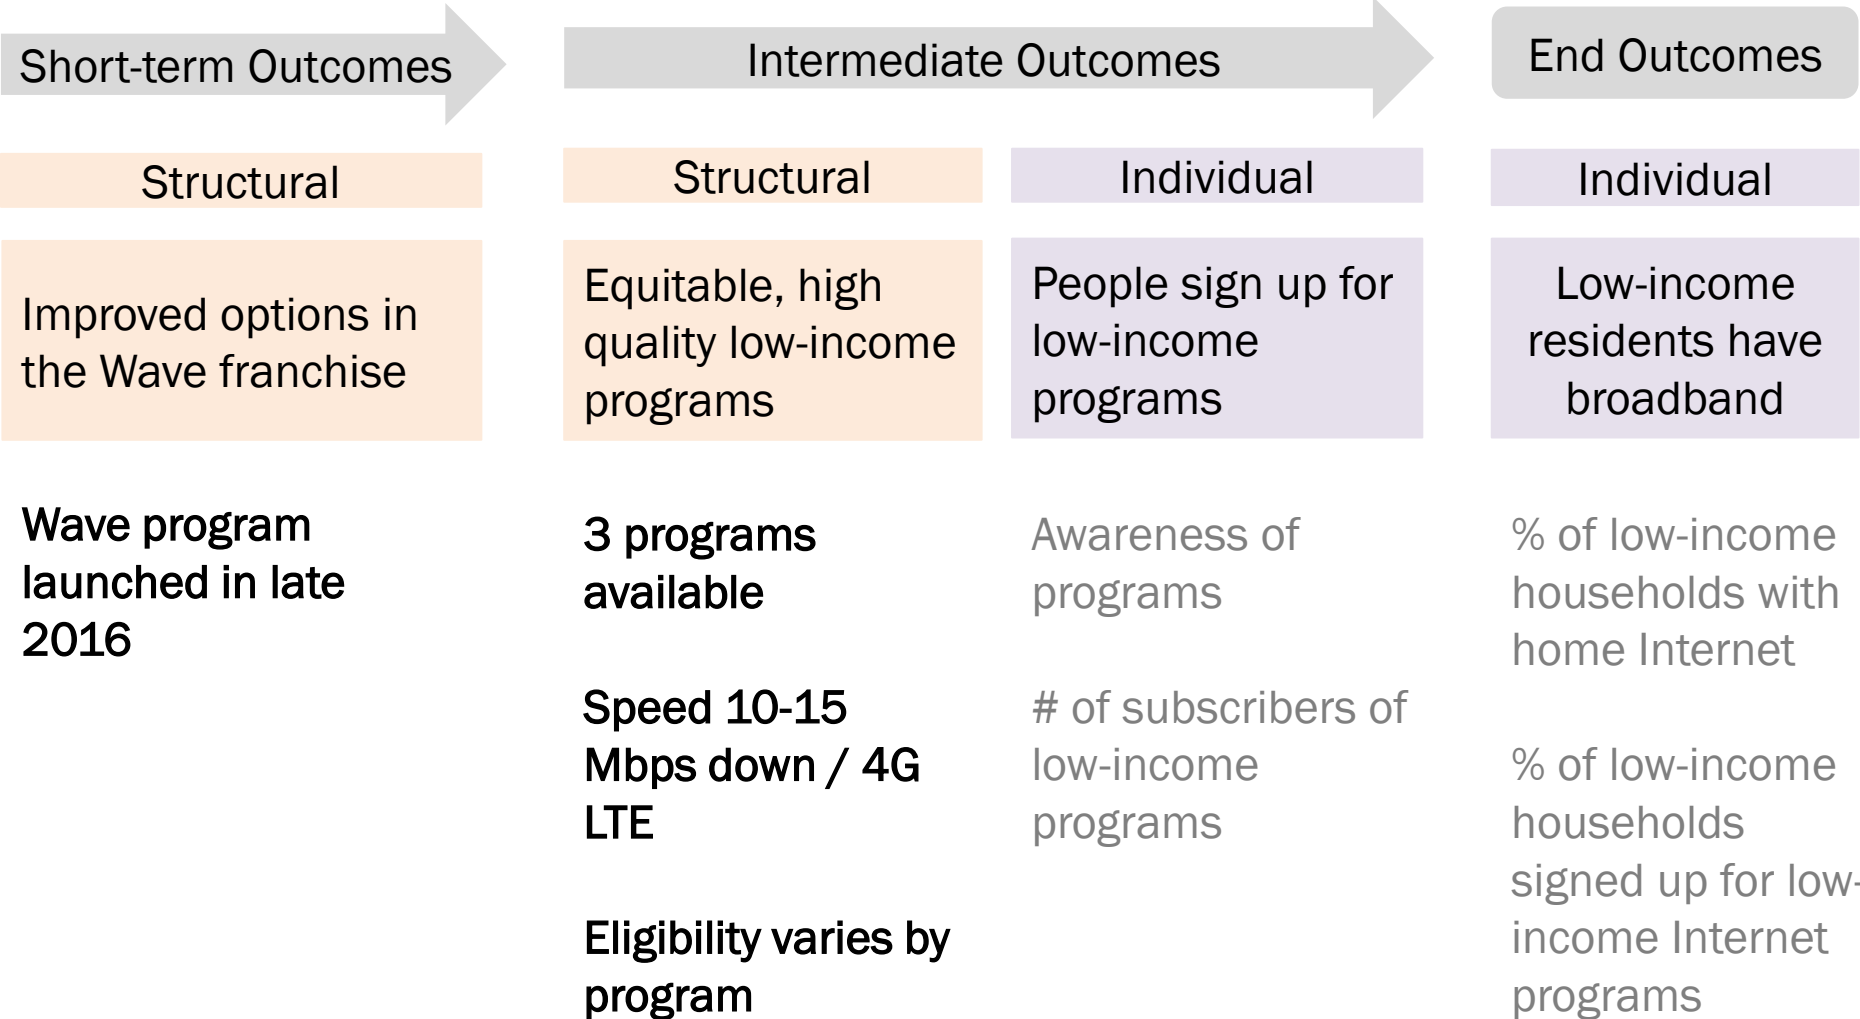 Short-term Outcomes
Intermediate Outcomes
End Outcomes
Structural
Structural
Individual
Individual
Improved options in
the Wave franchise
Equitable, high
quality low-income
programs
People sign up for
low-income
programs
Low-income
residents have
broadband
Wave program
launched in late
2016
3 programs
available
Speed 10-15
Mbps down / 4G
LTE
Eligibility varies by
program
Awareness of
programs
# of subscribers of
low-income
programs
% of low-income
households with
home Internet
% of low-income
households
signed up for low-
income Internet
programs